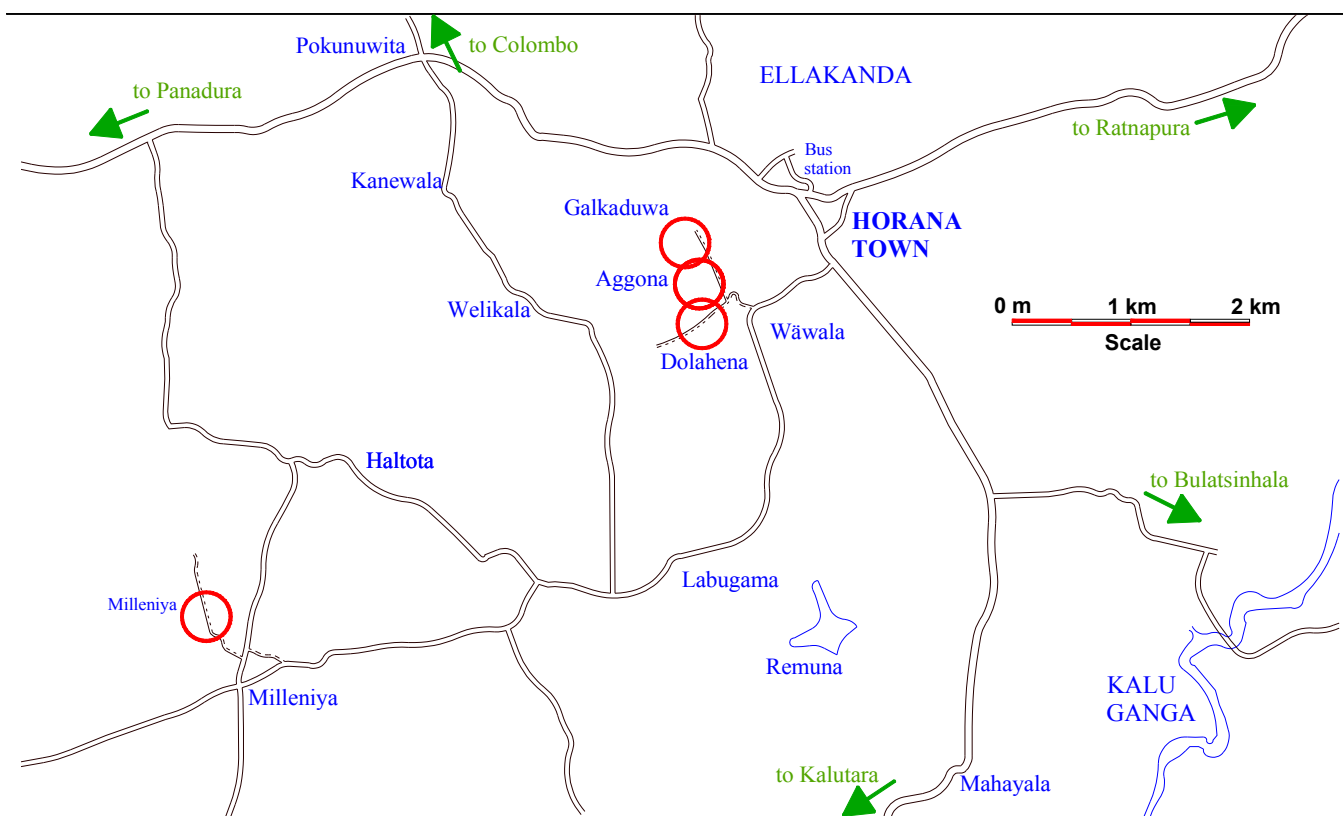 Pokunuwita
to Colombo
ELLAKANDA
to Panadura
to Ratnapura
Bus
station
Kanewala
Galkaduwa
HORANA
TOWN
Aggona
Welikala
0 m 1 km 2 km
Scale
Wäwala
Dolahena
Haltota
to Bulatsinhala
Labugama
Milleniya
Remuna
KALU
GANGA
Milleniya
to Kalutara
Mahayala